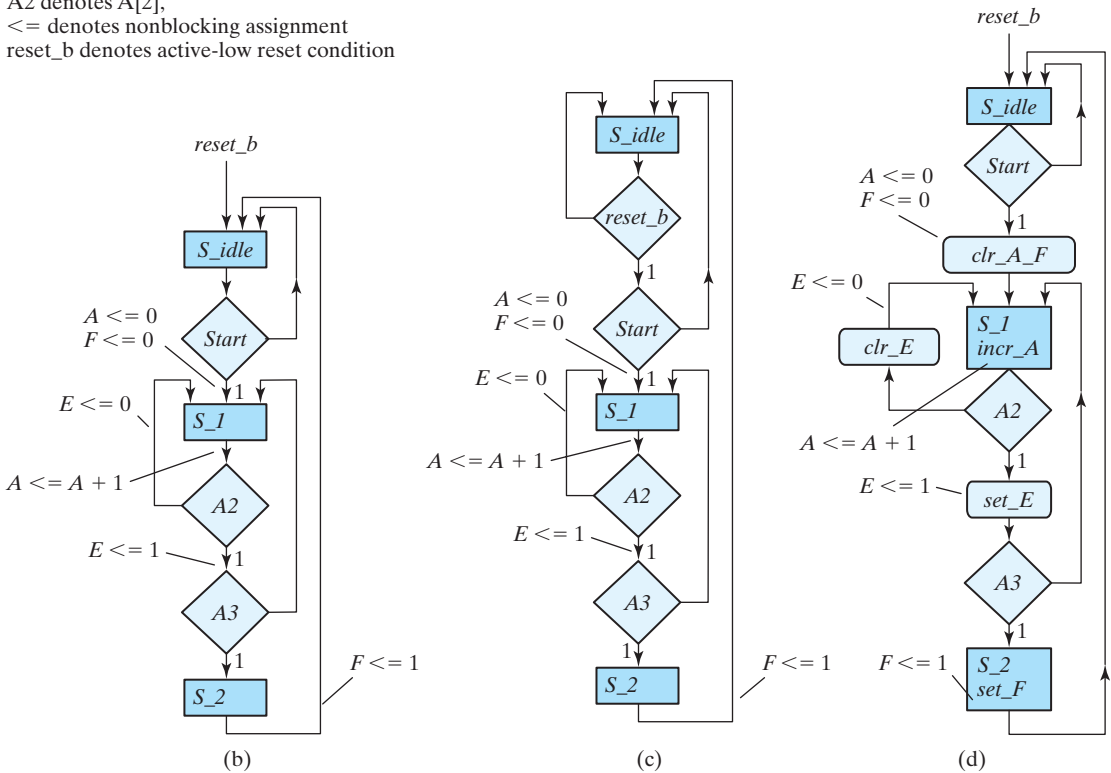 A2 denotes A[2],
<= denotes nonblocking assignment
reset_b denotes active-low reset condition
reset_b
S_idle
Start
A <= 0
F <= 0
1
E <= 0
S_1
A <= A + 1
A2
E <= 1
1
A3
1
S_2
F <= 1
(b)
S_idle
reset_b
1
A <= 0
F <= 0
Start
1
E <= 0
S_1
A <= A + 1
A2
E <= 1
1
A3
1
S_2
F <= 1
(c)
reset_b
S_idle
Start
A <= 0
F <= 0
1
clr_A_F
E <= 0
S_1
incr_A
clr_E
A2
A <= A + 1
1
E <= 1
set_E
A3
1
F <= 1
S_2
set_F
(d)